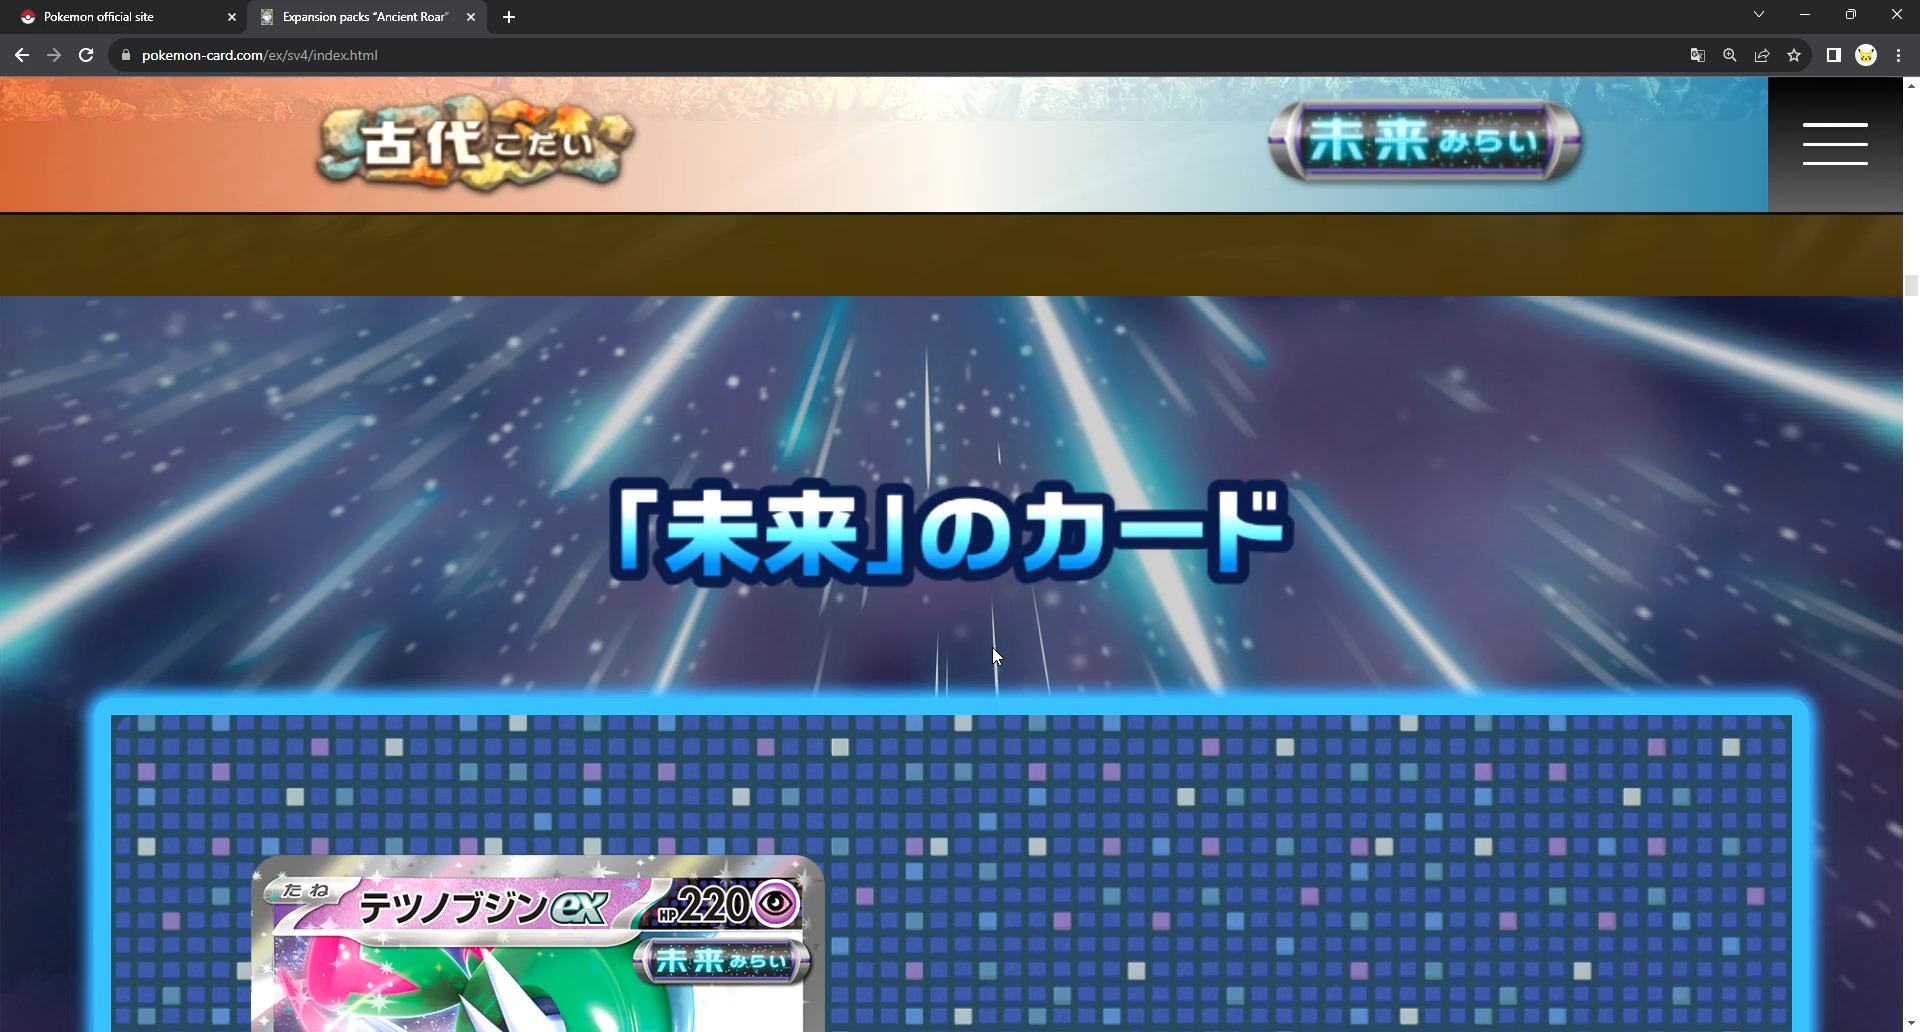 Pokemon official site
Expansion packs “Ancient Roar”
pokemon-card.com/ex/sv4/index.html
古代こだい
未来みらい
「未来」のカード
たね テツノブジンex HP220
未来みらい